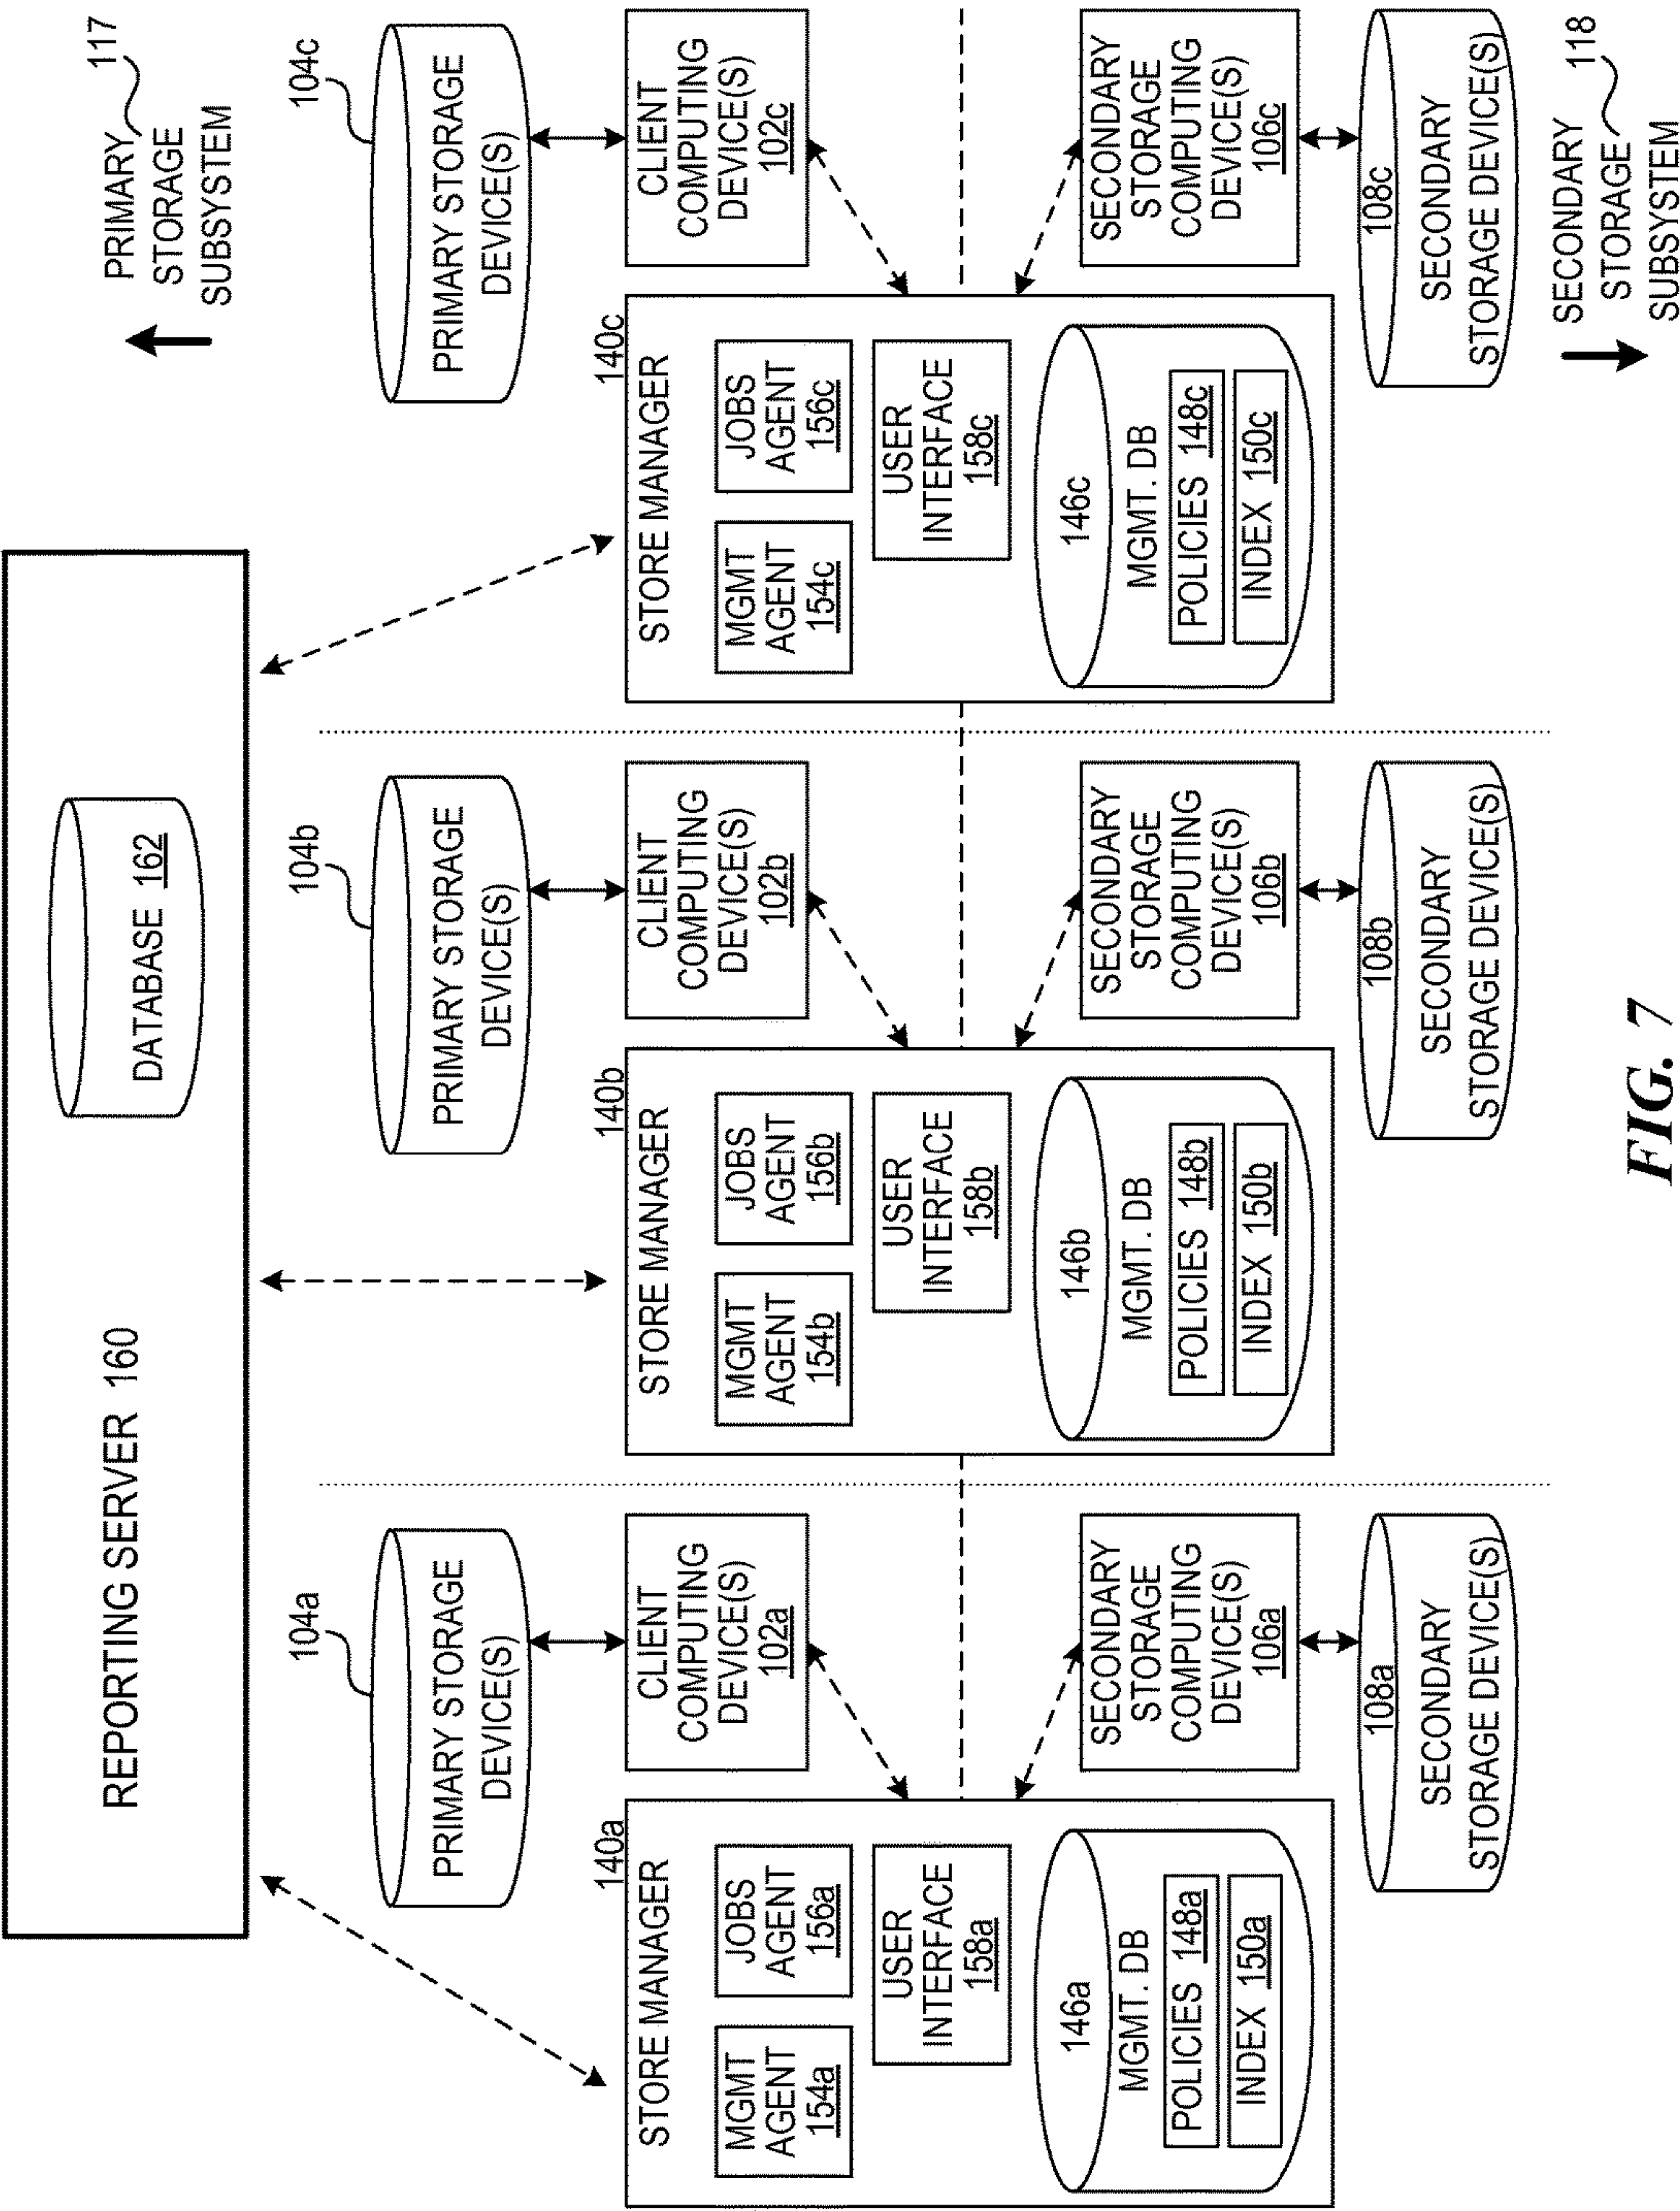 REPORTING SERVER 160
DATABASE 162
PRIMARY
STORAGE
SUBSYSTEM
117
104a
PRIMARY STORAGE
DEVICE(S)
104b
PRIMARY STORAGE
DEVICE(S)
104c
PRIMARY STORAGE
DEVICE(S)
140a
STORE MANAGER
MGMT
AGENT
154a
JOBS
AGENT
156a
USER
INTERFACE
158a
146a
MGMT. DB
POLICIES 148a
INDEX 150a
CLIENT
COMPUTING
DEVICE(S)
102a
SECONDARY
STORAGE
COMPUTING
DEVICE(S)
106a
108a
SECONDARY
STORAGE DEVICE(S)
140b
STORE MANAGER
MGMT
AGENT
154b
JOBS
AGENT
156b
USER
INTERFACE
158b
146b
MGMT. DB
POLICIES 148b
INDEX 150b
CLIENT
COMPUTING
DEVICE(S)
102b
SECONDARY
STORAGE
COMPUTING
DEVICE(S)
106b
108b
SECONDARY
STORAGE DEVICE(S)
140c
STORE MANAGER
MGMT
AGENT
154c
JOBS
AGENT
156c
USER
INTERFACE
158c
146c
MGMT. DB
POLICIES 148c
INDEX 150c
CLIENT
COMPUTING
DEVICE(S)
102c
SECONDARY
STORAGE
COMPUTING
DEVICE(S)
106c
108c
SECONDARY
STORAGE DEVICE(S)
SECONDARY
STORAGE
SUBSYSTEM
118
FIG. 7